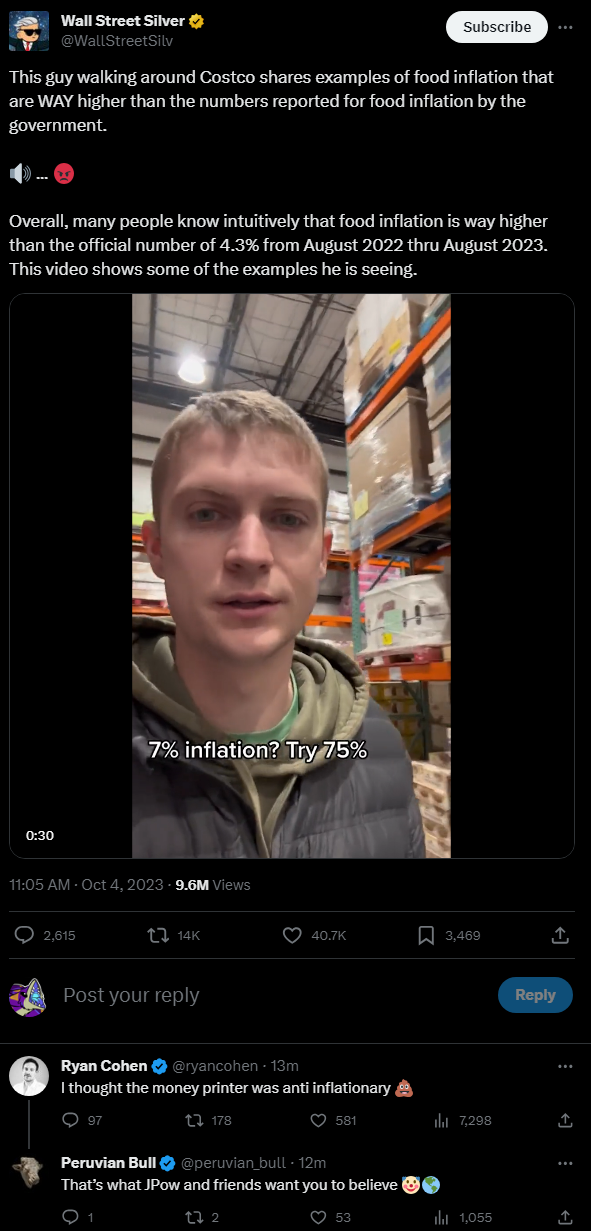 Wall Street Silver
Subscribe
@WallStreetSilv
This guy walking around Costco shares examples of food inflation that
are WAY higher than the numbers reported for food inflation by the
government.
🔊 ... 😡
Overall, many people know intuitively that food inflation is way higher
than the official number of 4.3% from August 2022 thru August 2023.
This video shows some of the examples he is seeing.
7% inflation? Try 75%
0:30
11:05 AM · Oct 4, 2023 · 9.6M Views
2,615 14K 40.7K 3,469
Post your reply
Reply
Ryan Cohen @ryancohen · 13m
I thought the money printer was anti inflationary 💩
97 178 581 7,298
Peruvian Bull @peruvian_bull · 12m
That's what JPow and friends want you to believe 🤡🌎
1 2 53 1,055